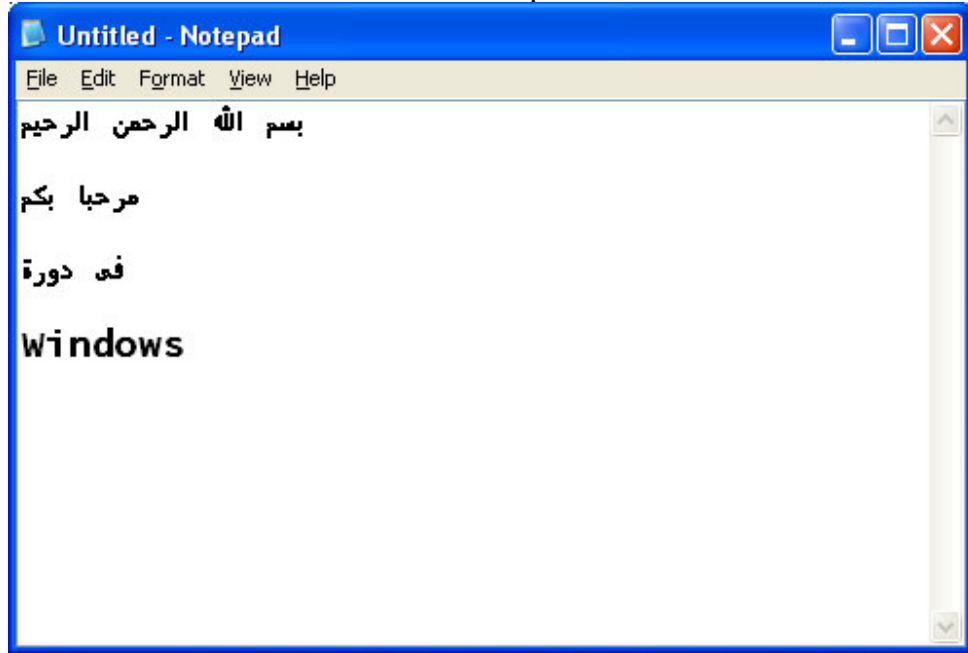 Untitled - Notepad
File Edit Format View Help
بسم الله الرحمن الرحيم
مرحبا بكم
فى دورة
Windows